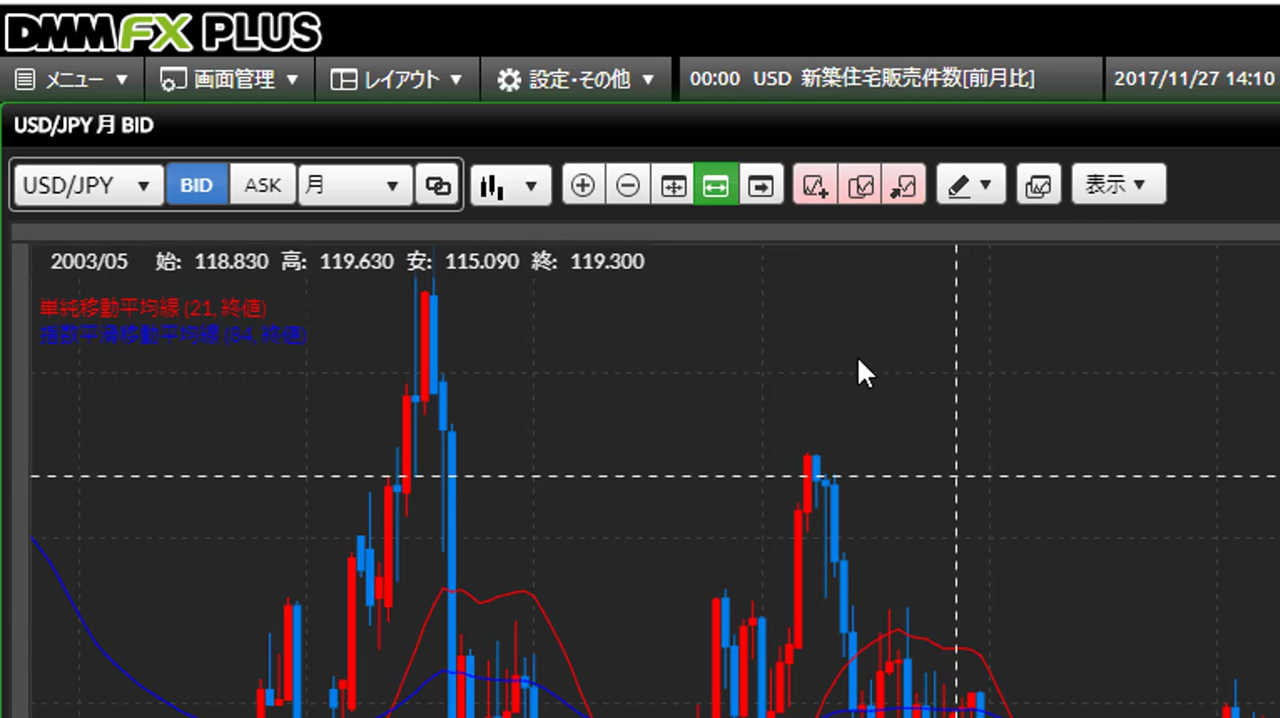 DMMFX PLUS
メニュー ▼ 画面管理 ▼ レイアウト ▼ 設定・その他 ▼ 00:00 USD 新築住宅販売件数[前月比] 2017/11/27 14:10
USD/JPY 月 BID
USD/JPY ▼ BID ASK 月 ▼ ▼ ▼ 表示 ▼
2003/05 始: 118.830 高: 119.630 安: 115.090 終: 119.300
単純移動平均線 (21, 終値)
指数平滑移動平均線 (84, 終値)